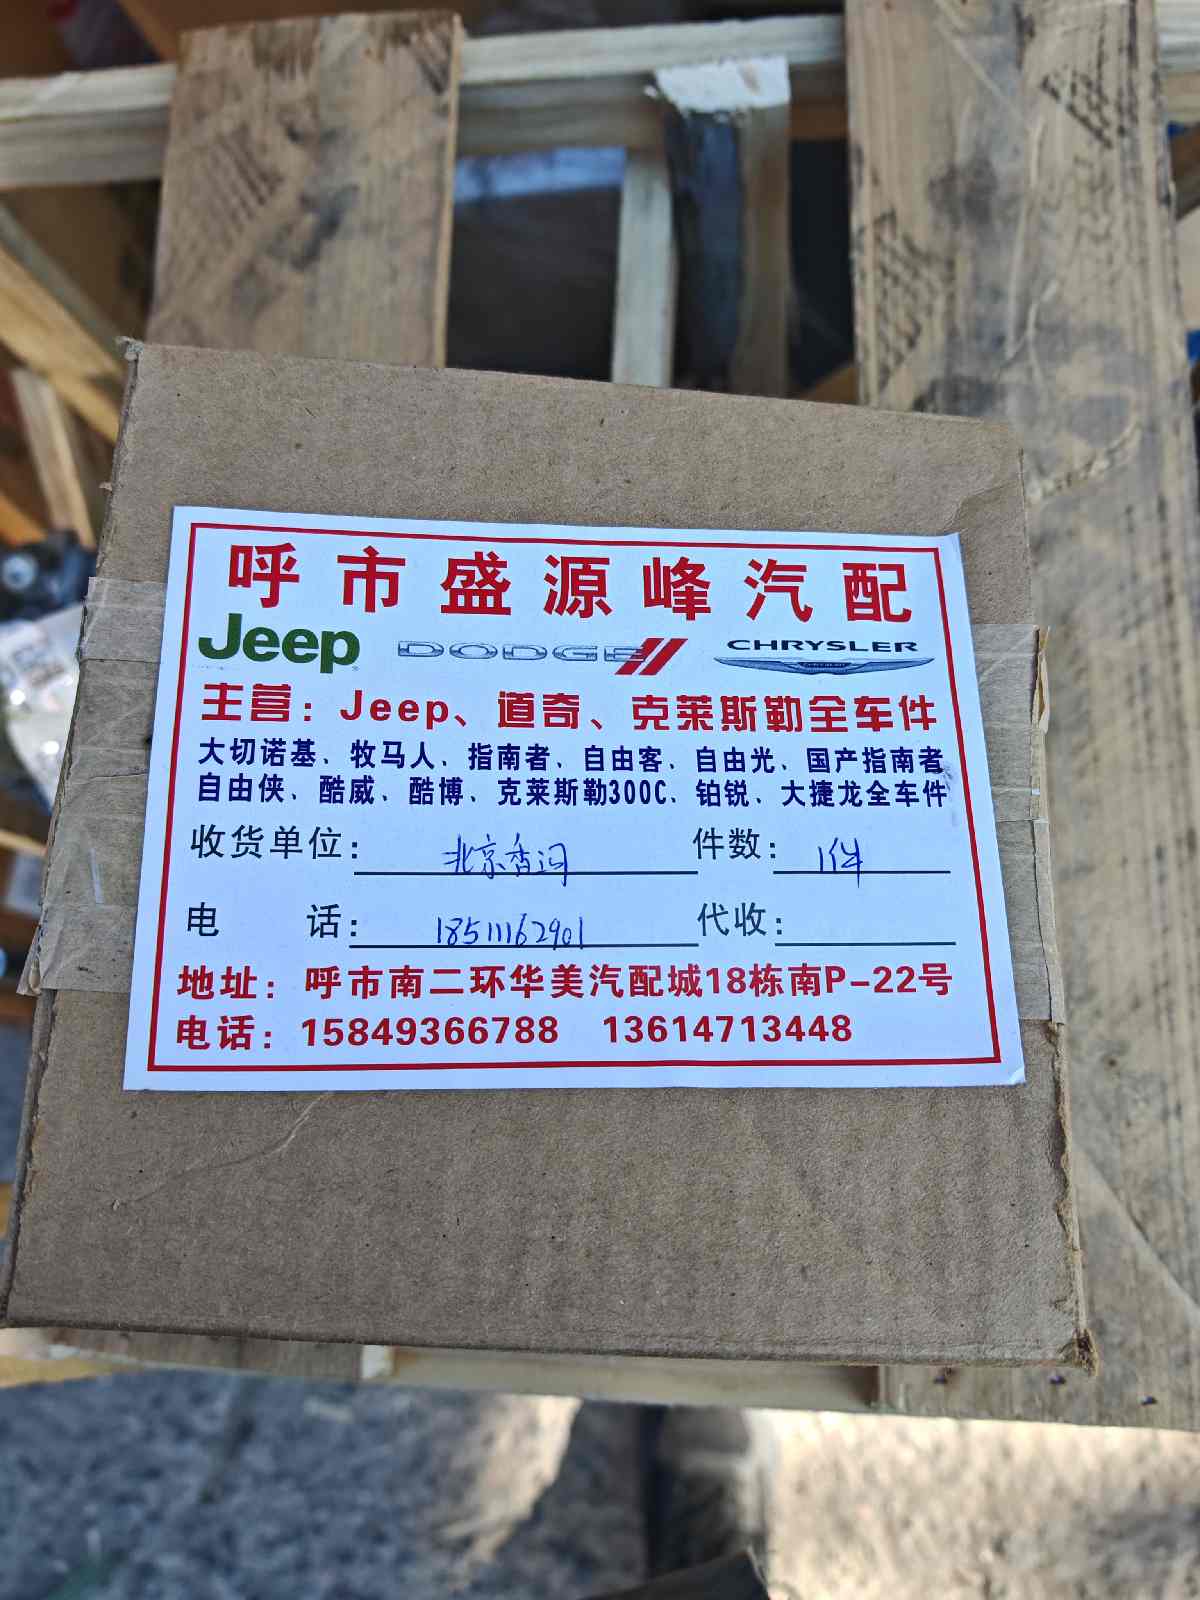 呼市盛源峰汽配
Jeep DODGE CHRYSLER
主营：Jeep、道奇、克莱斯勒全车件
大切诺基、牧马人、指南者、自由客、自由光、国产指南者
自由侠、酷威、酷博、克莱斯勒300C、铂锐、大捷龙全车件
收货单位：北京香河 件数：1件
电话：18511162901 代收：
地址：呼市南二环华美汽配城18栋南P-22号
电话：15849366788 13614713448